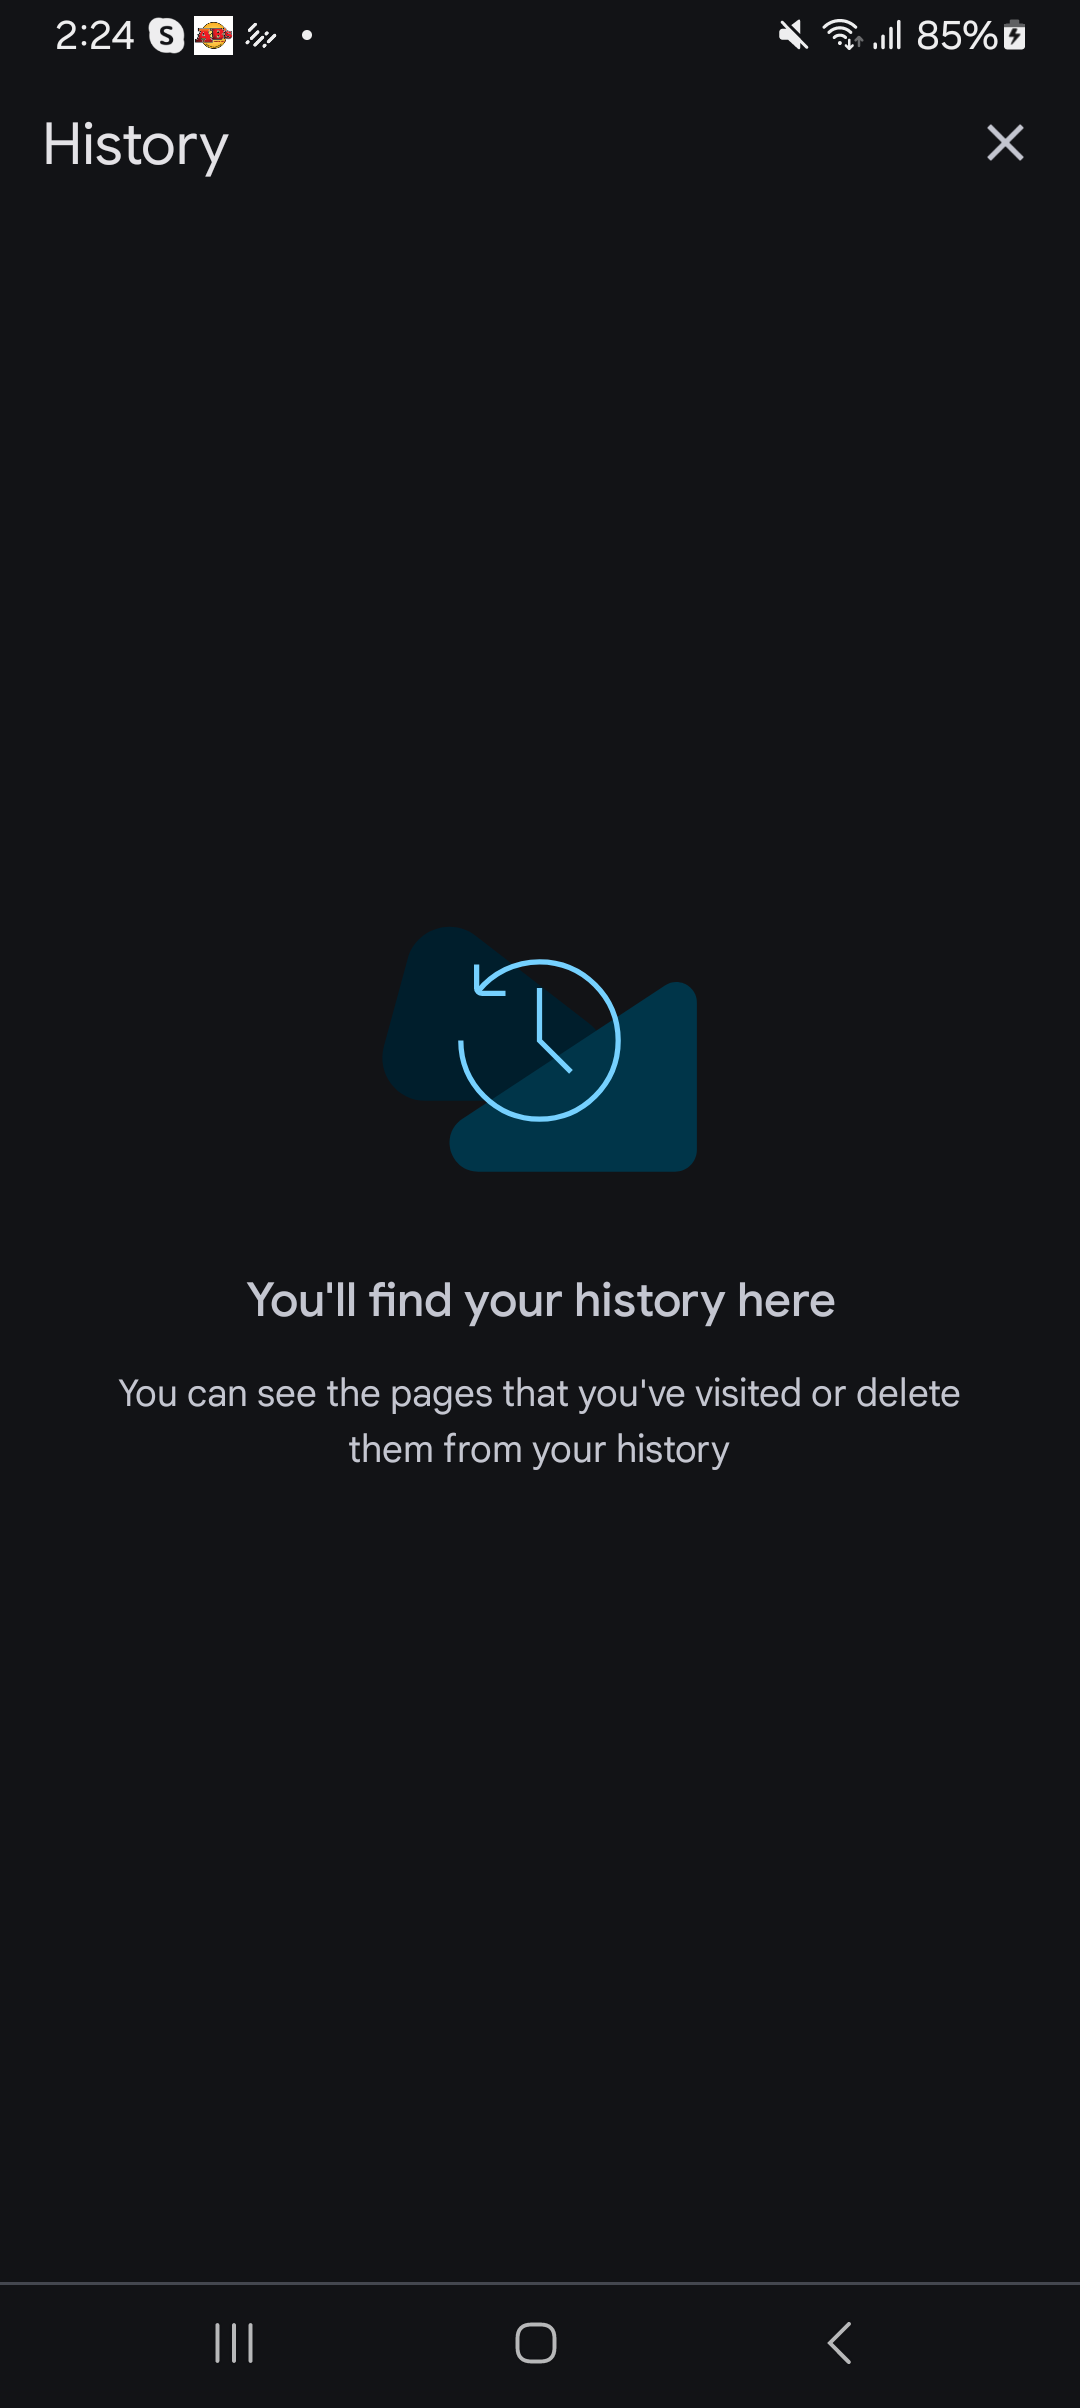 2:24 S 85%
History
You'll find your history here
You can see the pages that you've visited or delete
them from your history